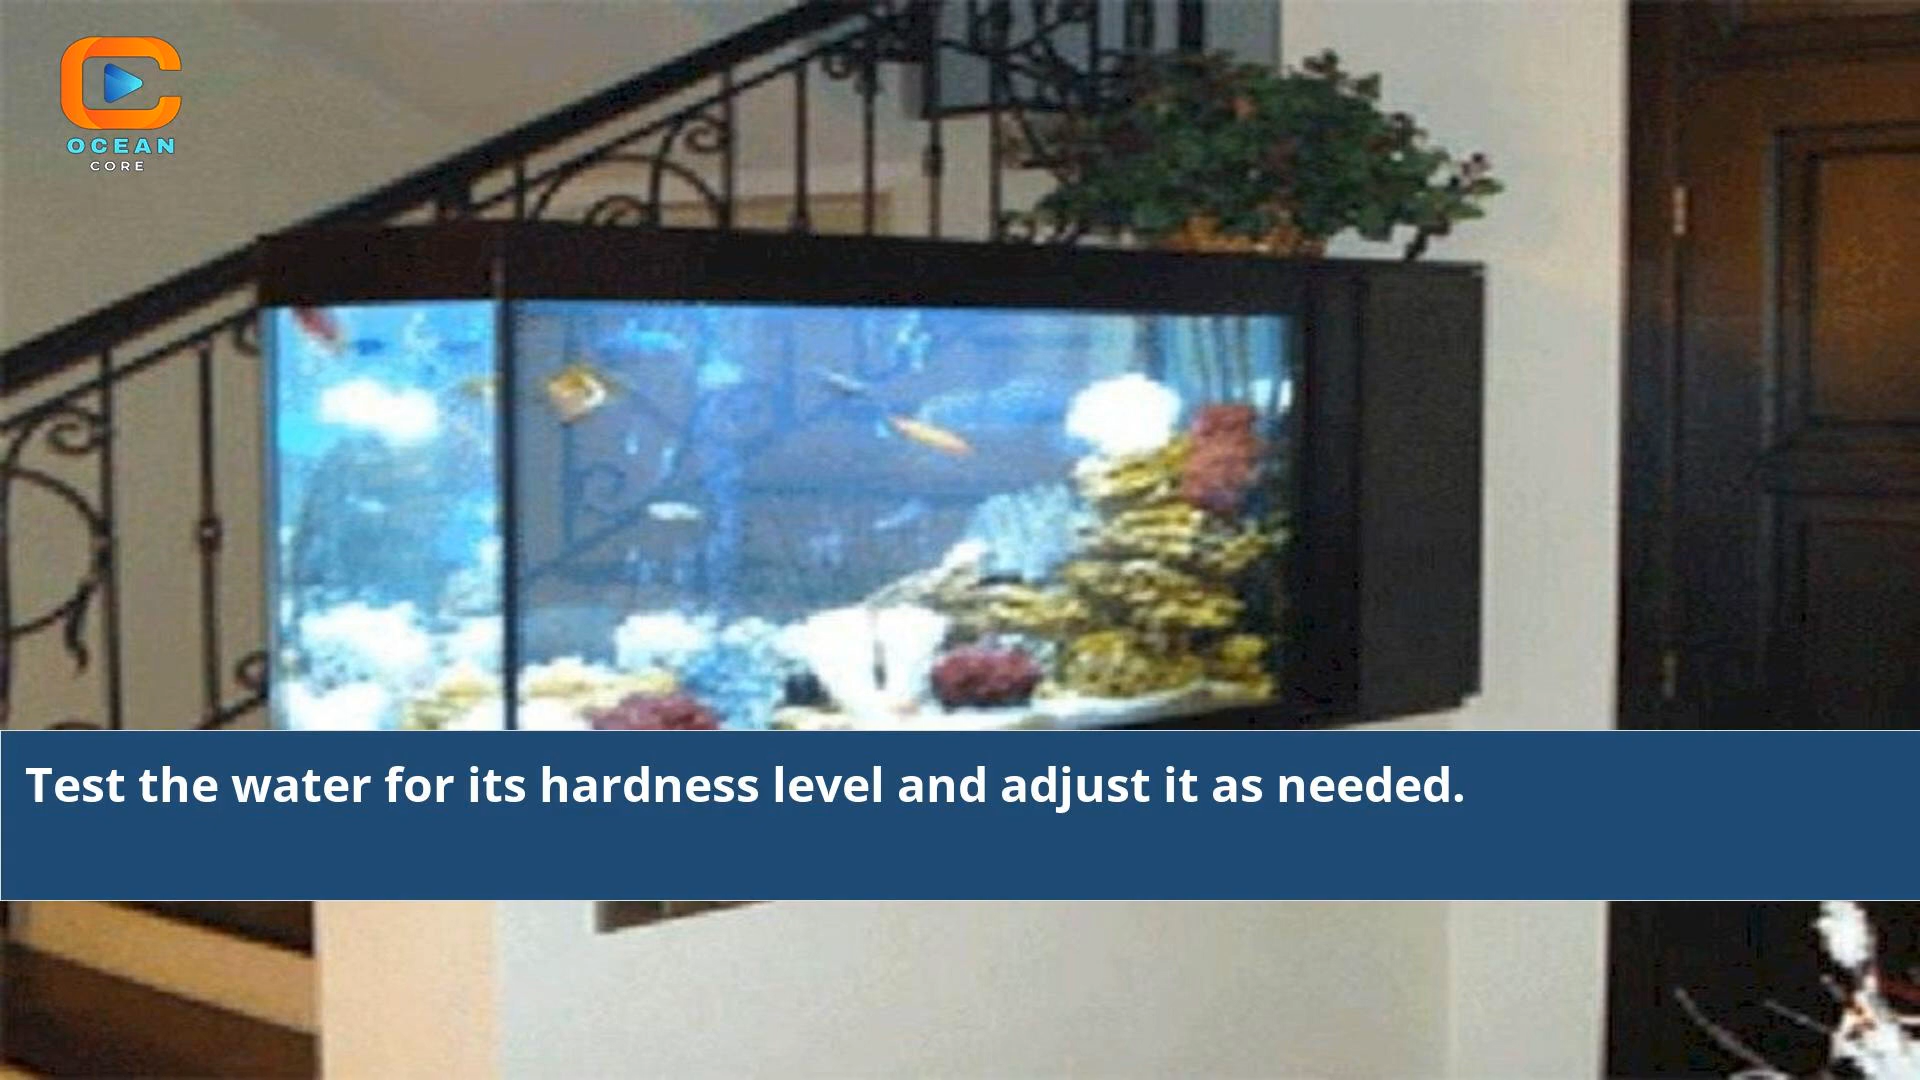 OCEAN
CORE
Test the water for its hardness level and adjust it as needed.